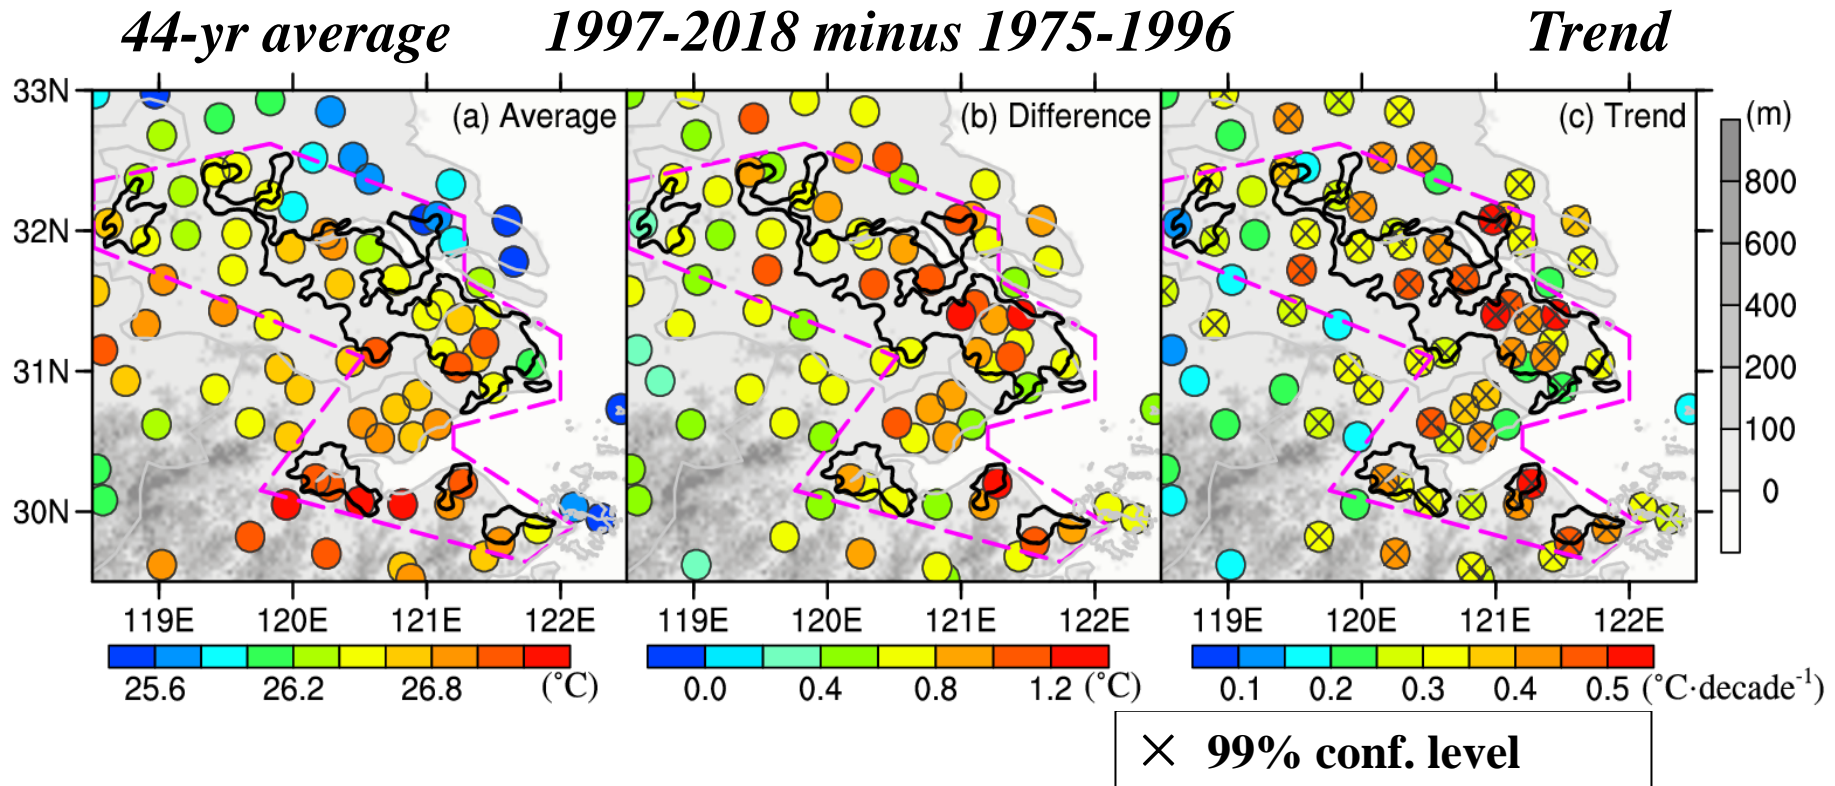 44-yr average 1997-2018 minus 1975-1996 Trend
33N (a) Average (b) Difference (c) Trend (m)
800
32N 600
400
31N 200
100
30N 0
119E 120E 121E 122E 119E 120E 121E 122E 119E 120E 121E 122E
25.6 26.2 26.8 (°C) 0.0 0.4 0.8 1.2 (°C) 0.1 0.2 0.3 0.4 0.5 (°C·decade⁻¹)
99% conf. level